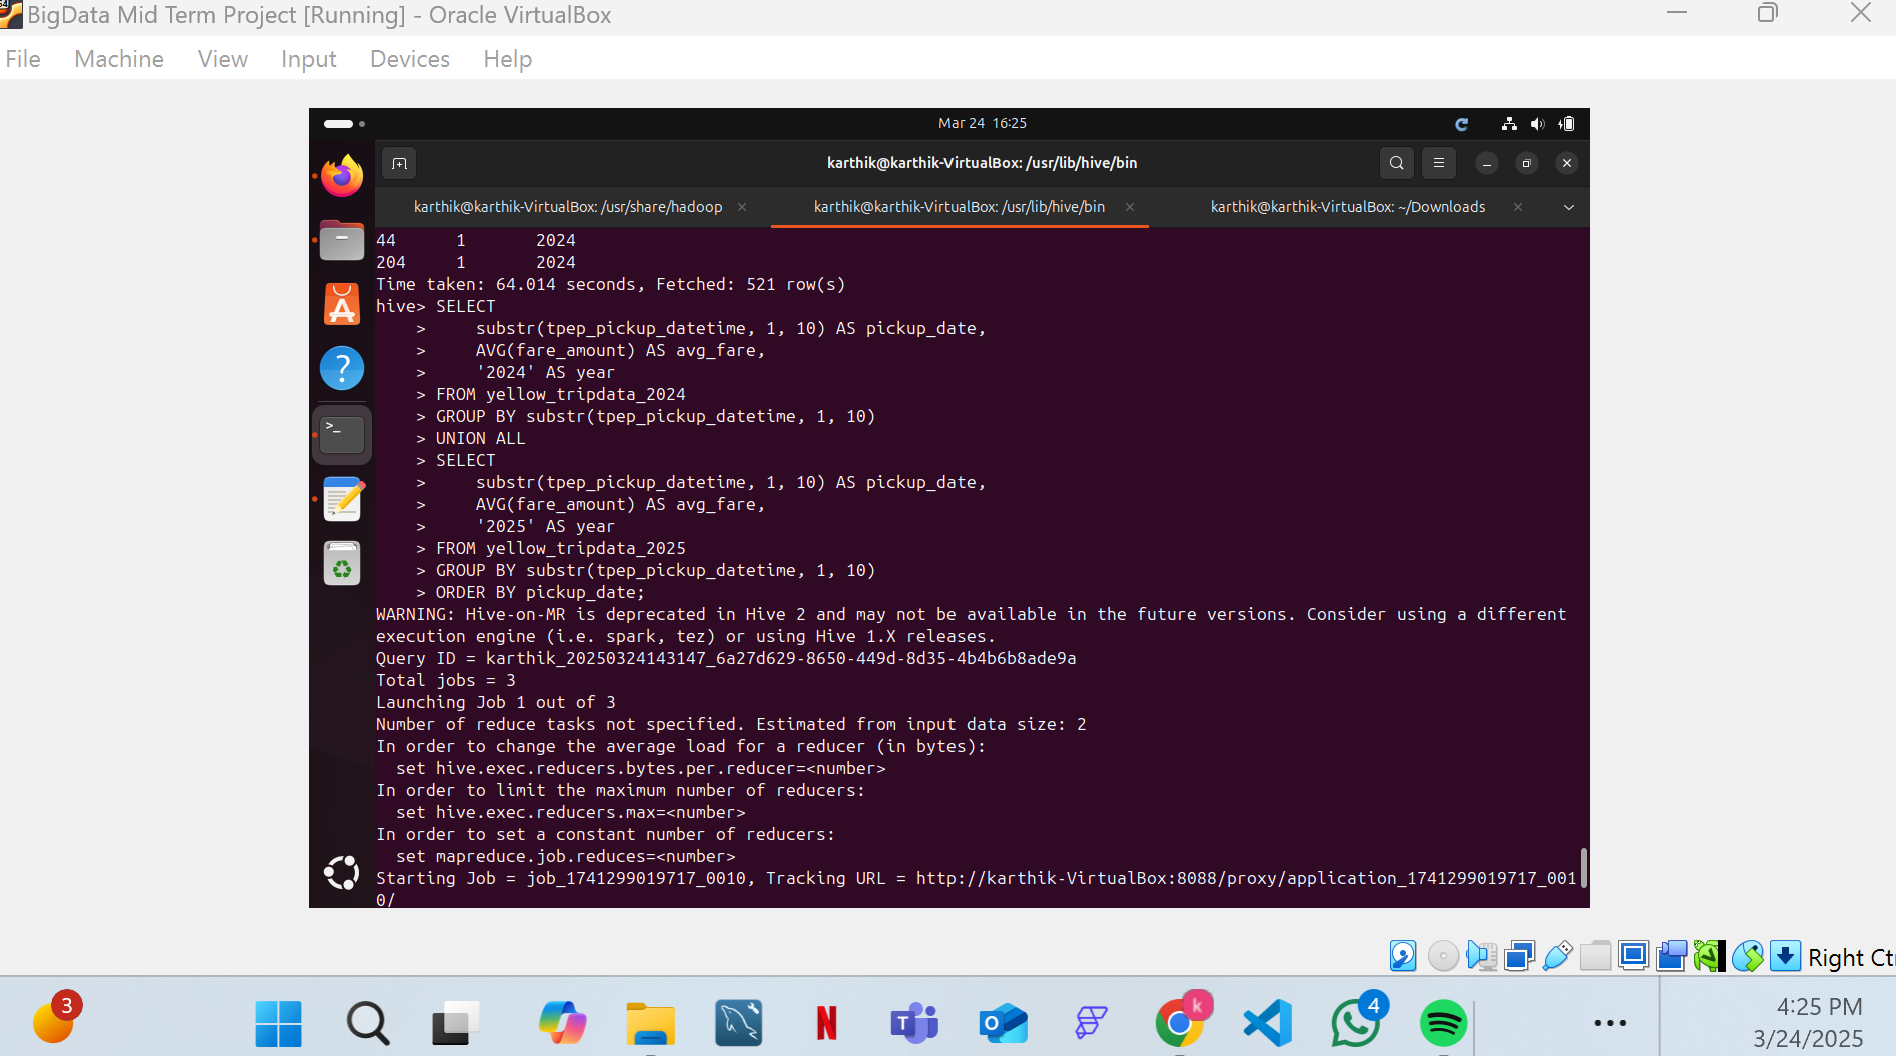 BigData Mid Term Project [Running] - Oracle VirtualBox
File Machine View Input Devices Help
Mar 24 16:25
karthik@karthik-VirtualBox: /usr/lib/hive/bin
karthik@karthik-VirtualBox: /usr/share/hadoop
karthik@karthik-VirtualBox: /usr/lib/hive/bin
karthik@karthik-VirtualBox: ~/Downloads
44 1 2024
204 1 2024
Time taken: 64.014 seconds, Fetched: 521 row(s)
hive> SELECT
> substr(tpep_pickup_datetime, 1, 10) AS pickup_date,
> AVG(fare_amount) AS avg_fare,
> '2024' AS year
> FROM yellow_tripdata_2024
> GROUP BY substr(tpep_pickup_datetime, 1, 10)
> UNION ALL
> SELECT
> substr(tpep_pickup_datetime, 1, 10) AS pickup_date,
> AVG(fare_amount) AS avg_fare,
> '2025' AS year
> FROM yellow_tripdata_2025
> GROUP BY substr(tpep_pickup_datetime, 1, 10)
> ORDER BY pickup_date;
WARNING: Hive-on-MR is deprecated in Hive 2 and may not be available in the future versions. Consider using a different
execution engine (i.e. spark, tez) or using Hive 1.X releases.
Query ID = karthik_20250324143147_6a27d629-8650-449d-8d35-4b4b6b8ade9a
Total jobs = 3
Launching Job 1 out of 3
Number of reduce tasks not specified. Estimated from input data size: 2
In order to change the average load for a reducer (in bytes):
set hive.exec.reducers.bytes.per.reducer=<number>
In order to limit the maximum number of reducers:
set hive.exec.reducers.max=<number>
In order to set a constant number of reducers:
set mapreduce.job.reduces=<number>
Starting Job = job_1741299019717_0010, Tracking URL = http://karthik-VirtualBox:8088/proxy/application_1741299019717_001
0/
Right Ct
3
k
4
4:25 PM
3/24/2025